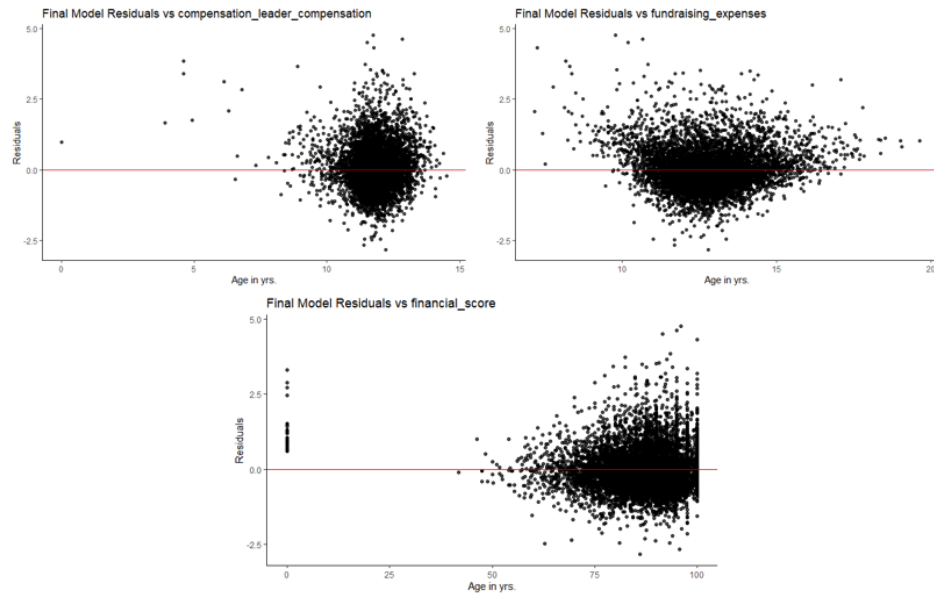 Final Model Residuals vs compensation_leader_compensation
5.0
2.5
0.0
-2.5
Residuals
0
5
10
15
Age in yrs.
Final Model Residuals vs fundraising_expenses
5.0
2.5
0.0
-2.5
Residuals
10
15
20
Age in yrs.
Final Model Residuals vs financial_score
5.0
2.5
0.0
-2.5
Residuals
0
25
50
75
100
Age in yrs.